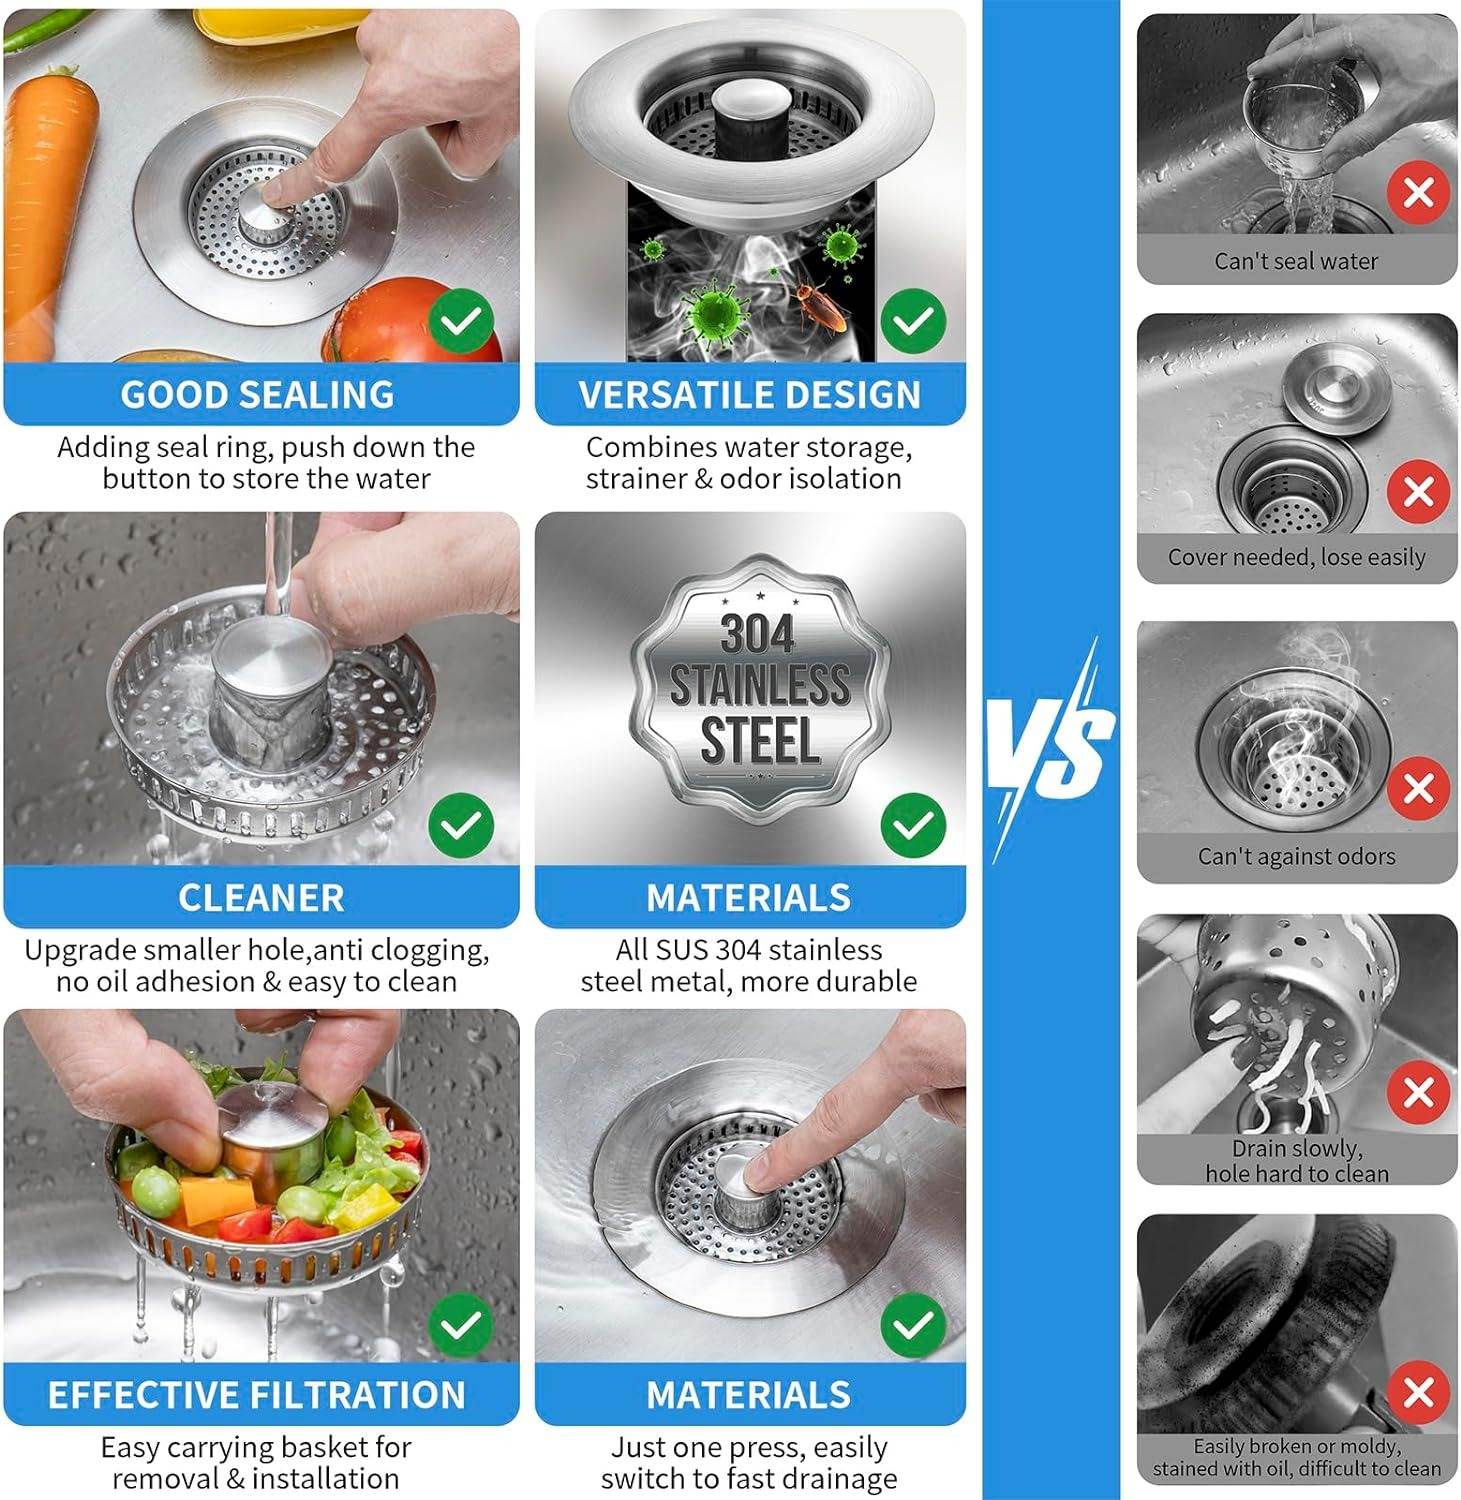 GOOD SEALING
Adding seal ring, push down the
button to store the water
VERSATILE DESIGN
Combines water storage,
strainer & odor isolation
CLEANER
Upgrade smaller hole,anti clogging,
no oil adhesion & easy to clean
304
STAINLESS
STEEL
MATERIALS
All SUS 304 stainless
steel metal, more durable
EFFECTIVE FILTRATION
Easy carrying basket for
removal & installation
MATERIALS
Just one press, easily
switch to fast drainage
VS
Can't seal water
Cover needed, lose easily
Can't against odors
Drain slowly,
hole hard to clean
Easily broken or moldy,
stained with oil, difficult to clean